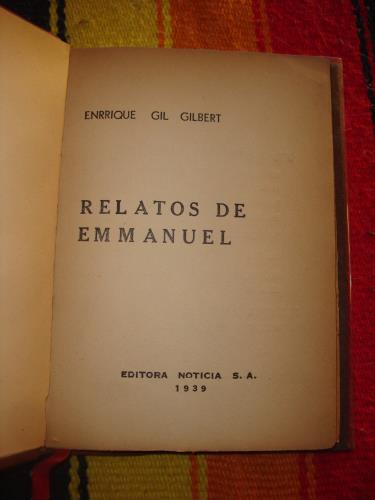 ENRRIQUE GIL GILBERT
RELATOS DE
EMMANUEL
EDITORA NOTICIA S. A.
1939